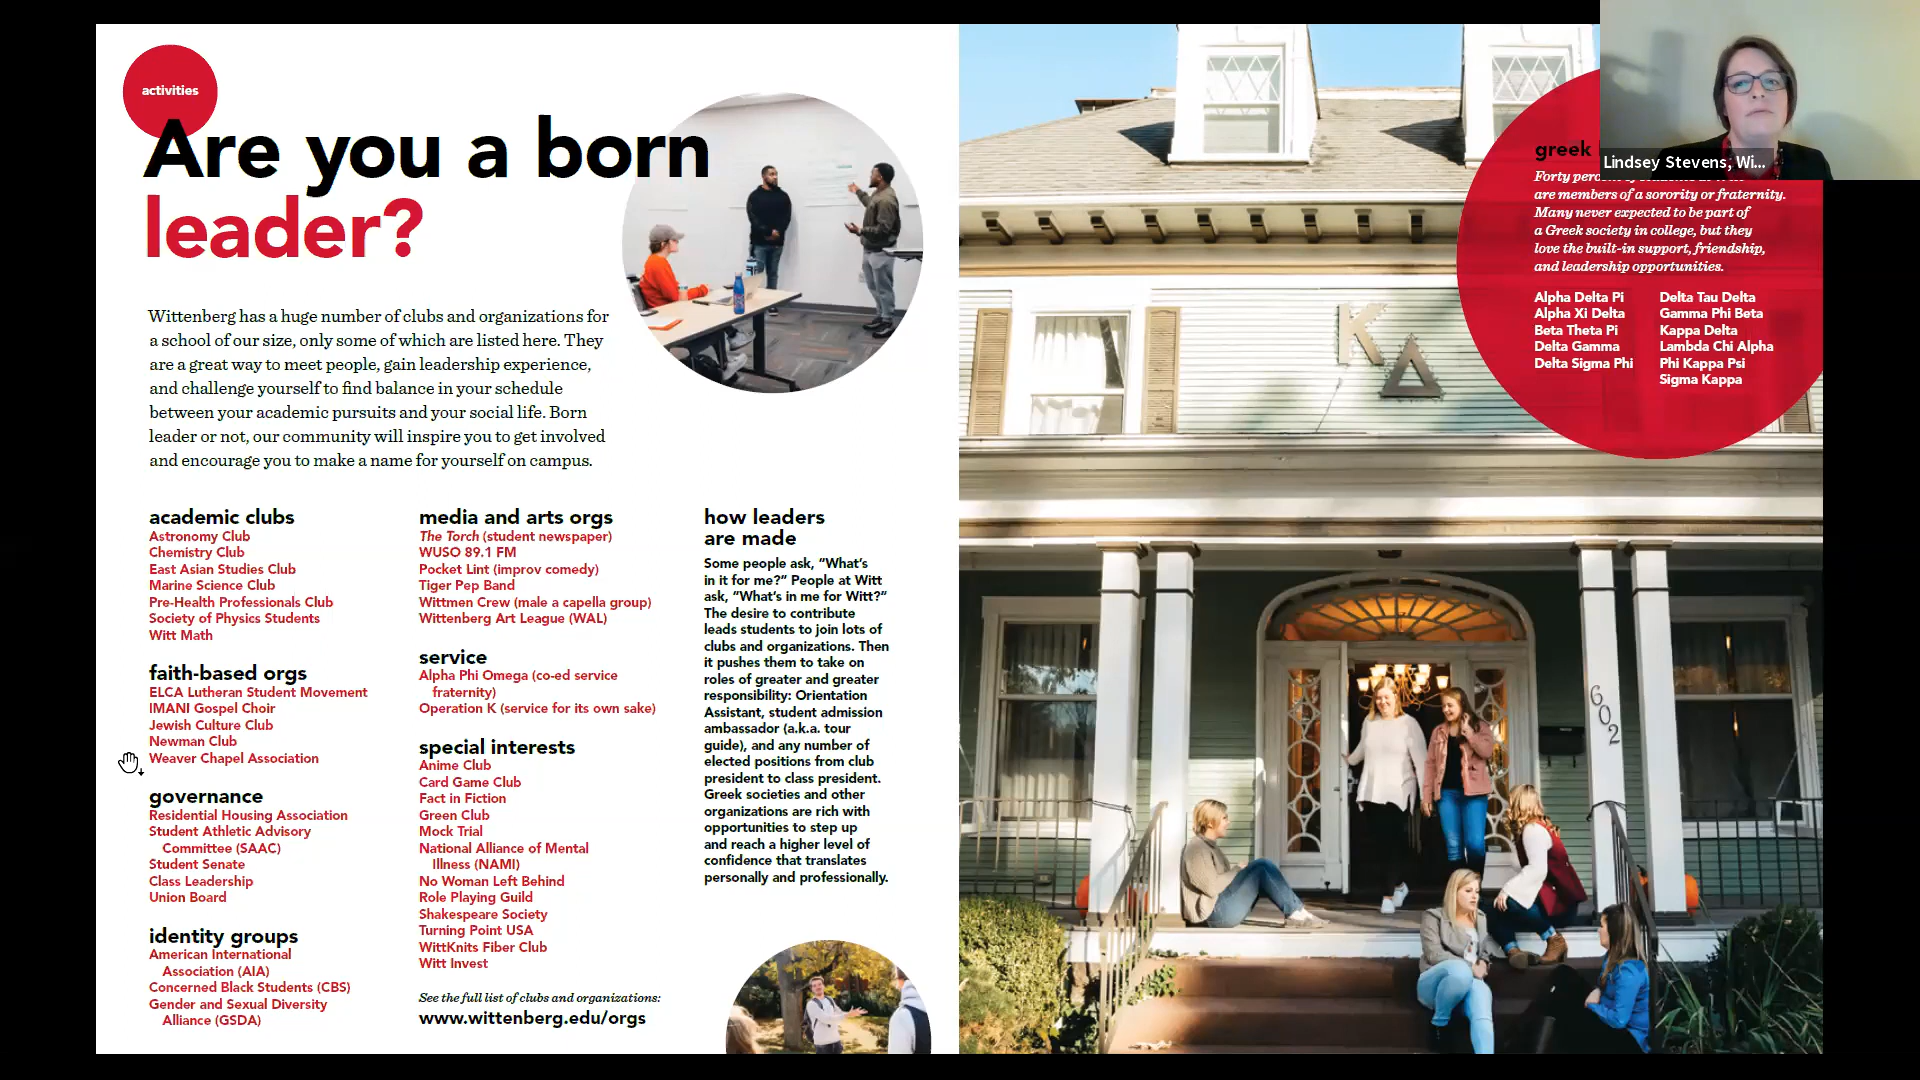 activities
Are you a born
leader?
Wittenberg has a huge number of clubs and organizations for
a school of our size, only some of which are listed here. They
are a great way to meet people, gain leadership experience,
and challenge yourself to find balance in your schedule
between your academic pursuits and your social life. Born
leader or not, our community will inspire you to get involved
and encourage you to make a name for yourself on campus.
academic clubs
Astronomy Club
Chemistry Club
East Asian Studies Club
Marine Science Club
Pre-Health Professionals Club
Society of Physics Students
Witt Math
faith-based orgs
ELCA Lutheran Student Movement
IMANI Gospel Choir
Jewish Culture Club
Newman Club
Weaver Chapel Association
governance
Residential Housing Association
Student Athletic Advisory
Committee (SAAC)
Student Senate
Class Leadership
Union Board
identity groups
American International
Association (AIA)
Concerned Black Students (CBS)
Gender and Sexual Diversity
Alliance (GSDA)
media and arts orgs
The Torch (student newspaper)
WUSO 89.1 FM
Pocket Lint (improv comedy)
Tiger Pep Band
Wittmen Crew (male a capella group)
Wittenberg Art League (WAL)
service
Alpha Phi Omega (co-ed service
fraternity)
Operation K (service for its own sake)
special interests
Anime Club
Card Game Club
Fact in Fiction
Green Club
Mock Trial
National Alliance of Mental
Illness (NAMI)
No Woman Left Behind
Role Playing Guild
Shakespeare Society
Turning Point USA
WittKnits Fiber Club
Witt Invest
See the full list of clubs and organizations:
www.wittenberg.edu/orgs
how leaders
are made
Some people ask, “What’s
in it for me?” People at Witt
ask, “What’s in me for Witt?”
The desire to contribute
leads students to join lots of
clubs and organizations. Then
it pushes them to take on
roles of greater and greater
responsibility: Orientation
Assistant, student admission
ambassador (a.k.a. tour
guide), and any number of
elected positions from club
president to class president.
Greek societies and other
organizations are rich with
opportunities to step up
and reach a higher level of
confidence that translates
personally and professionally.
greek
Forty
are members of a sorority or fraternity.
Many never expected to be part of
a Greek society in college, but they
love the built-in support, friendship,
and leadership opportunities.
Alpha Delta Pi
Alpha Xi Delta
Beta Theta Pi
Delta Gamma
Delta Sigma Phi
Delta Tau Delta
Gamma Phi Beta
Kappa Delta
Lambda Chi Alpha
Phi Kappa Psi
Sigma Kappa
Lindsey Stevens, Wi...
ΚΔ
602